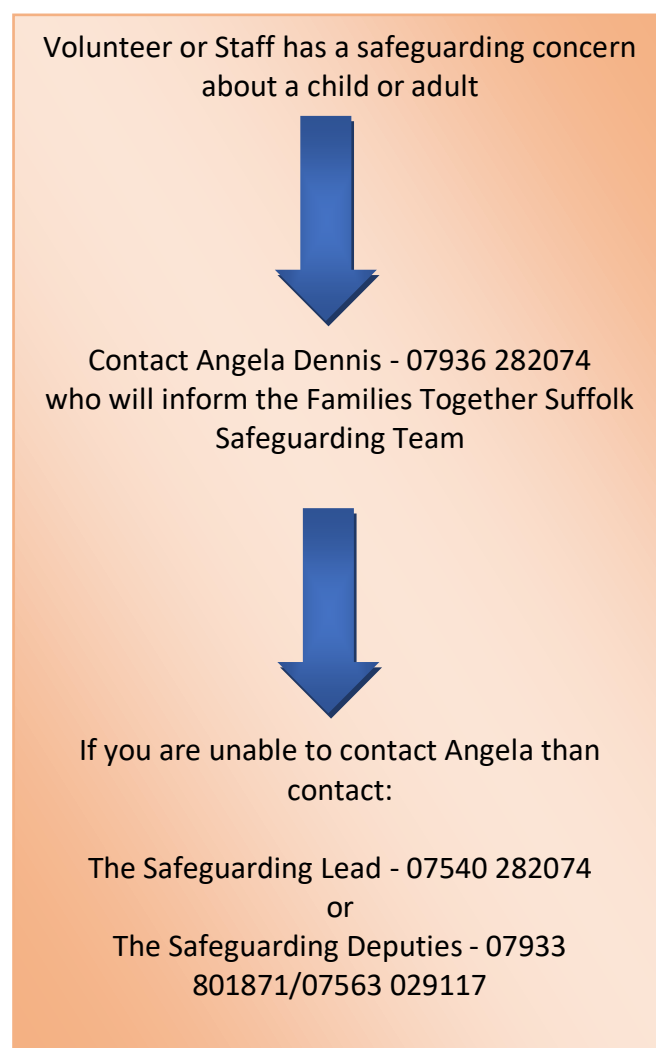 Volunteer or Staff has a safeguarding concern
about a child or adult
Contact Angela Dennis - 07936 282074
who will inform the Families Together Suffolk
Safeguarding Team
If you are unable to contact Angela than
contact:
The Safeguarding Lead - 07540 282074
or
The Safeguarding Deputies - 07933
801871/07563 029117